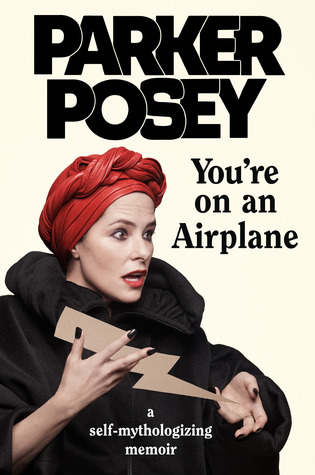 PARKER
POSEY
You're
on an
Airplane
a
self-mythologizing
memoir